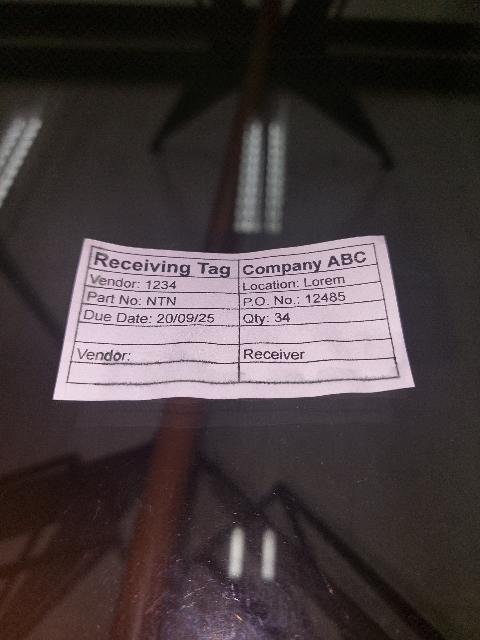 Receiving Tag Company ABC
Vendor: 1234 Location: Lorem
Part No: NTN P.O. No.: 12485
Due Date: 20/09/25 Qty: 34
Vendor: Receiver